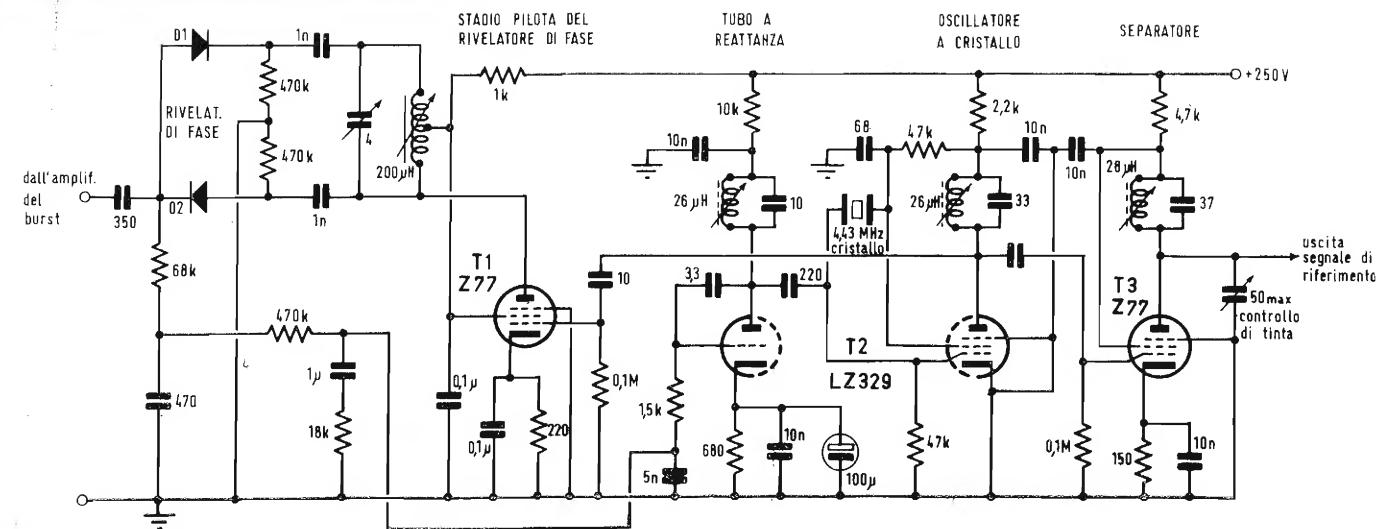 STADIO PILOTA DEL
RIVELATORE DI FASE
TUBO A
REATTANZA
OSCILLATORE
A CRISTALLO
SEPARATORE
D1
1n
470k
RIVELAT.
DI FASE
470k
4
200µH
1k
+250V
10k
10n
68
47k
2,2k
10n
10n
4,7k
28µH
37
dall'amplif.
del
burst
350
D2
1n
26µH
10
4,43 MHz
cristallo
26µH
33
68k
T1
Z77
10
3,3
220
T3
Z77
uscita
segnale di
riferimento
50max
controllo
di tinta
470k
T2
LZ329
1µ
18k
470
0,1µ
0,1µ
220
0,1M
1,5k
5n
680
10n
100µ
47k
0,1M
150
10n